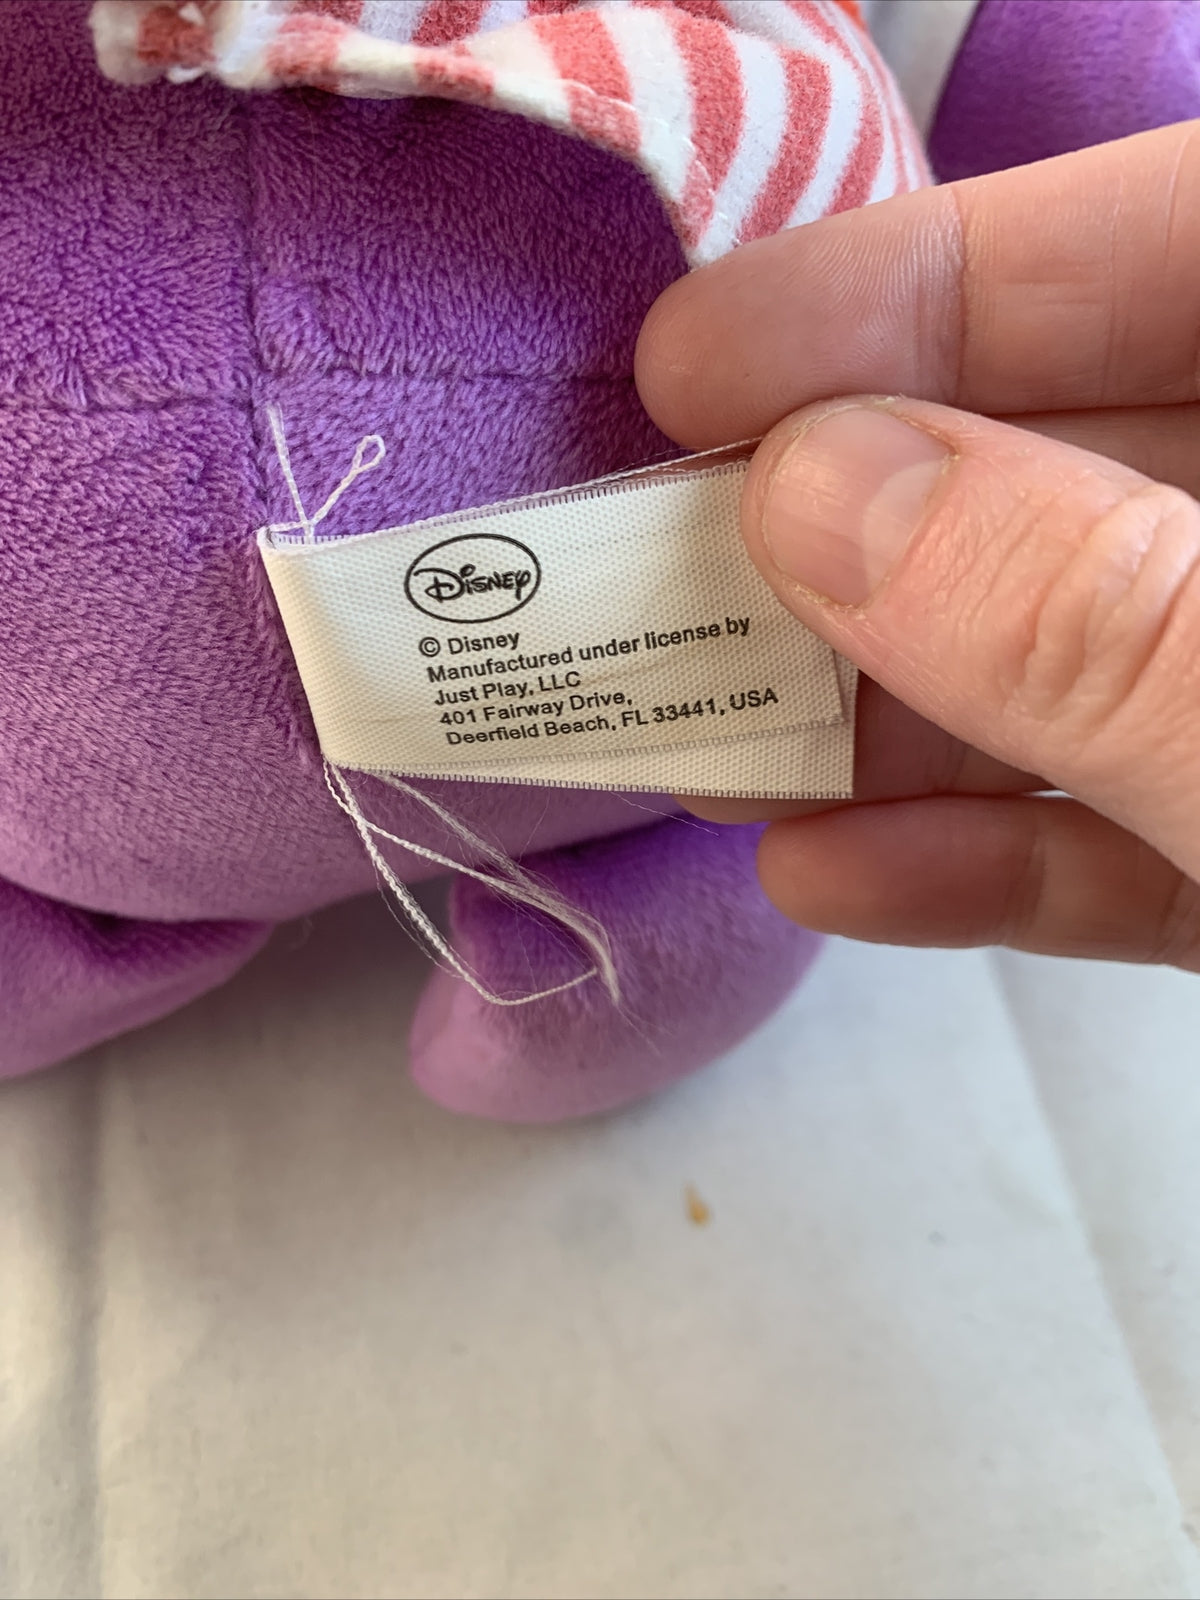 Disney
© Disney
Manufactured under license by
Just Play, LLC
401 Fairway Drive,
Deerfield Beach, FL 33441, USA